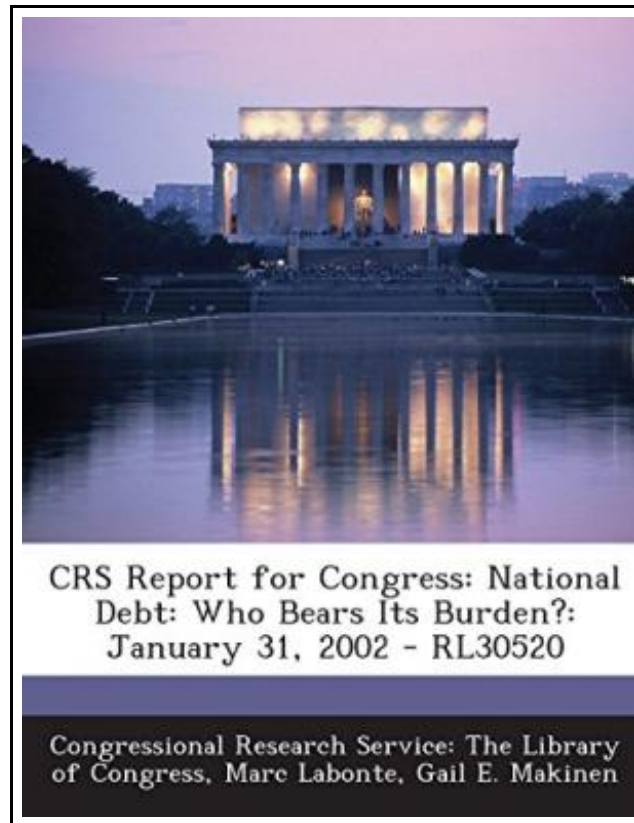 CRS Report for Congress: National
Debt: Who Bears Its Burden?:
January 31, 2002 - RL30520
Congressional Research Service: The Library
of Congress, Marc Labonte, Gail E. Makinen